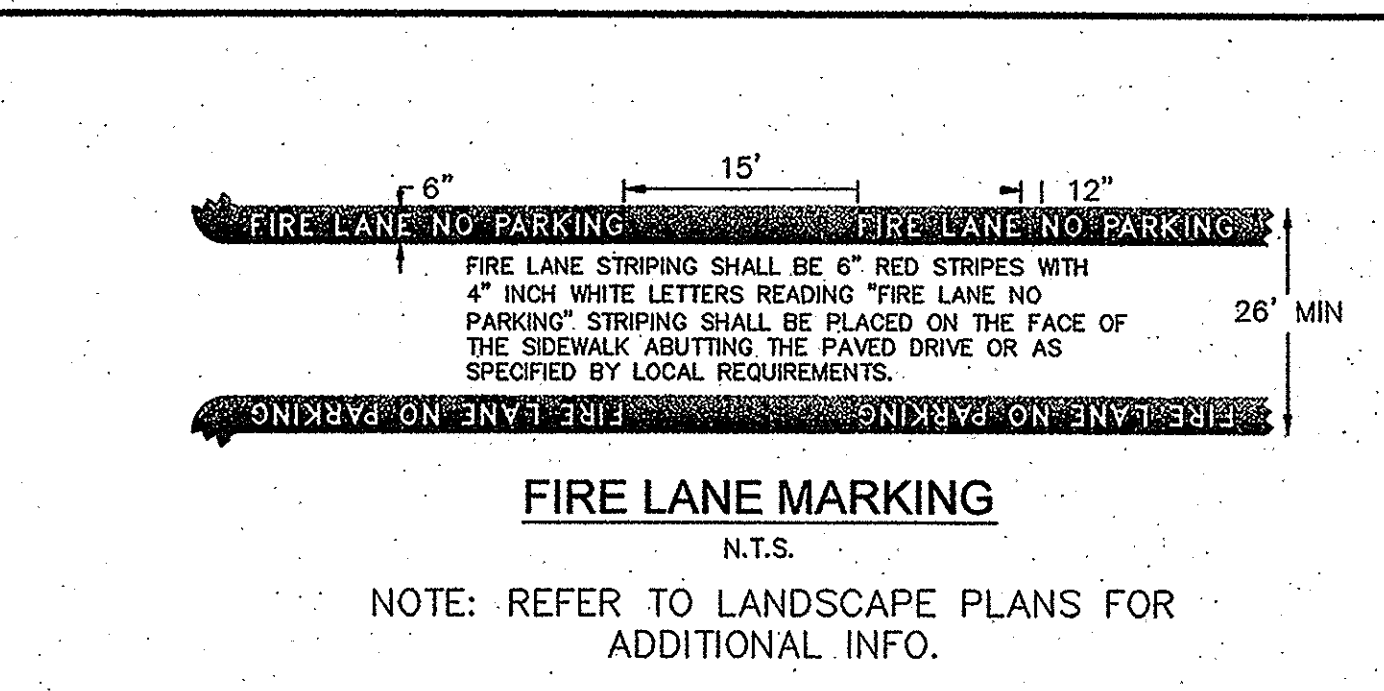 15'
6"
12"
FIRE LANE NO PARKING
FIRE LANE NO PARKING
FIRE LANE STRIPING SHALL BE 6" RED STRIPES WITH
4" INCH WHITE LETTERS READING "FIRE LANE NO
PARKING". STRIPING SHALL BE PLACED ON THE FACE OF
THE SIDEWALK ABUTTING THE PAVED DRIVE OR AS
SPECIFIED BY LOCAL REQUIREMENTS.
26' MIN
FIRE LANE NO PARKING
FIRE LANE NO PARKING
FIRE LANE MARKING
N.T.S.
NOTE: REFER TO LANDSCAPE PLANS FOR
ADDITIONAL INFO.